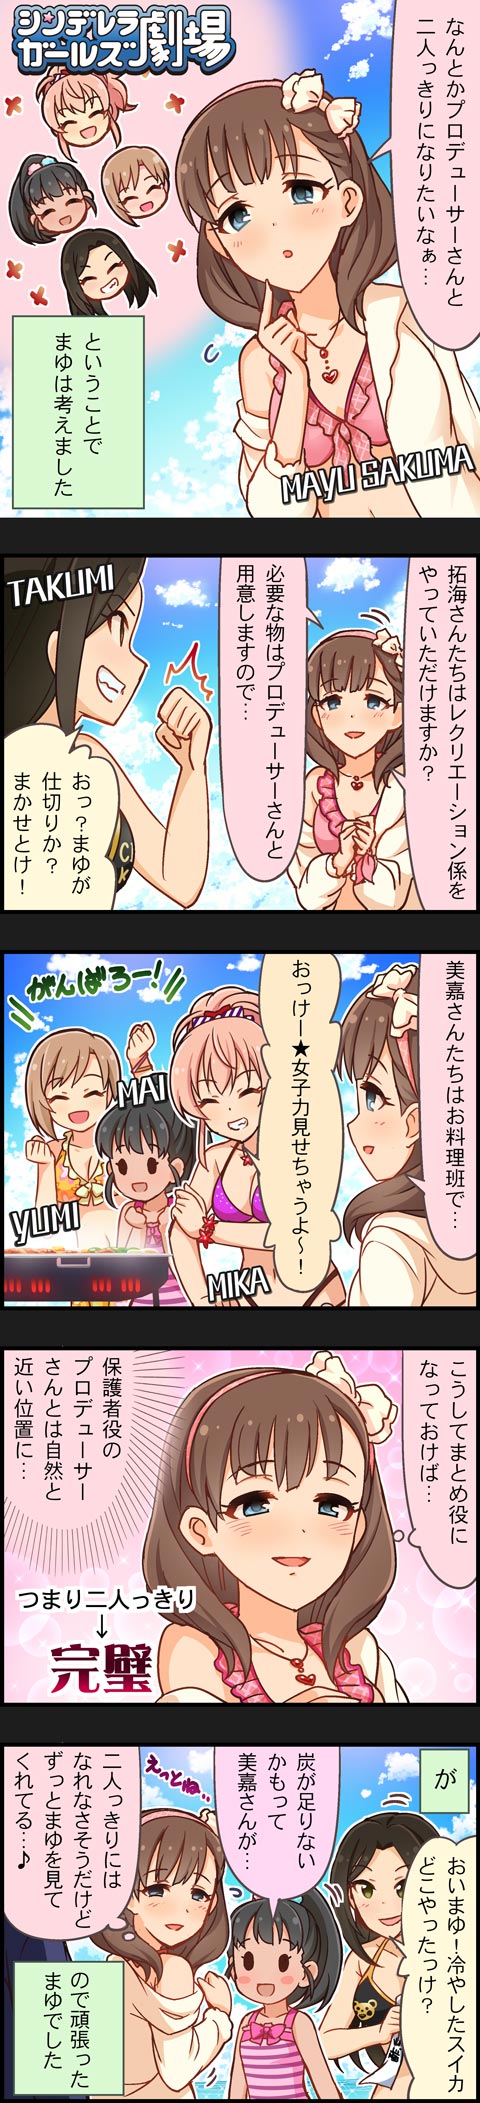 シンデレラ
ガールズ劇場
なんとかプロデューサーさんと
二人っきりになりたいなぁ…
ということで
まゆは考えました
MAYU SAKUMA
拓海さんたちはレクリエーション係を
やっていただけますか？
必要な物はプロデューサーさんと
用意しますので…
TAKUMI
おっ？まゆが
仕切りか？
まかせとけ！
美嘉さんたちはお料理班で…
おっけー★女子力見せちゃうよ～！
がんばろー！
MAI
YUMI
MIKA
こうしてまとめ役に
なっておけば…
保護者役の
プロデューサー
さんとは自然と
近い位置に…
つまり二人っきり
↓
完璧
が
おいまゆ！冷やしたスイカ
どこやったっけ？
炭が足りない
かもって
美嘉さんが…
えっとね…
二人っきりには
なれなさそうだけど
ずっとまゆを見て
くれてる…♪
ので頑張った
まゆでした